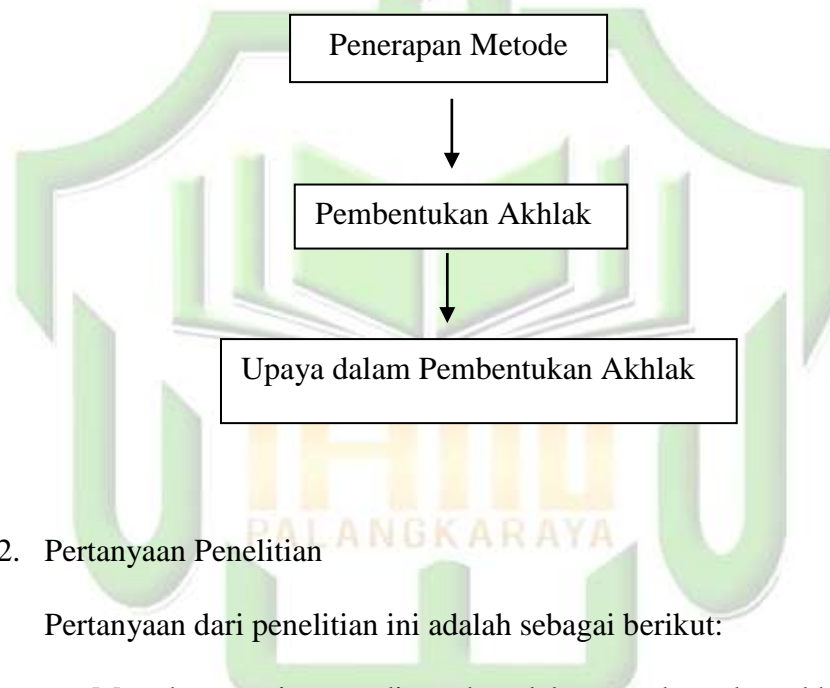 Penerapan Metode
Pembentukan Akhlak
Upaya dalam Pembentukan Akhlak
PALANGKARAYA
2. Pertanyaan Penelitian
Pertanyaan dari penelitian ini adalah sebagai berikut: